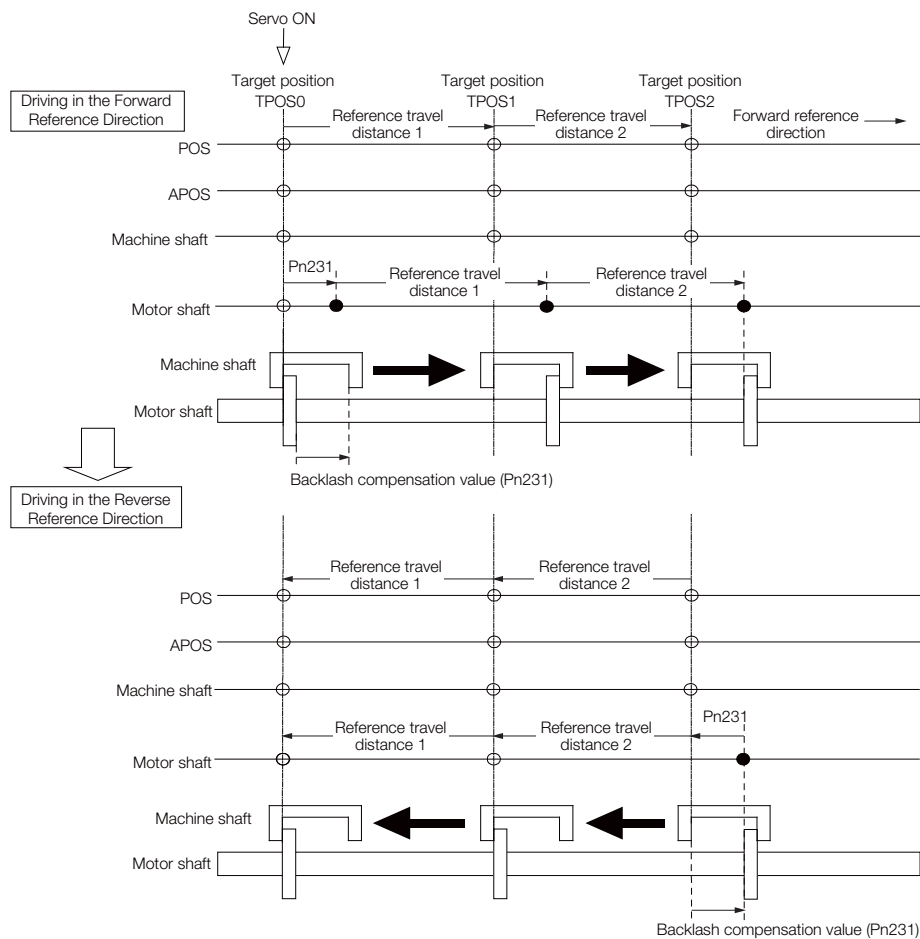 Servo ON
Target position
TPOS0
Target position
TPOS1
Target position
TPOS2
Driving in the Forward
Reference Direction
Reference travel
distance 1
Reference travel
distance 2
Forward reference
direction
POS
APOS
Machine shaft
Pn231
Reference travel
distance 1
Reference travel
distance 2
Motor shaft
Machine shaft
Motor shaft
Backlash compensation value (Pn231)
Driving in the Reverse
Reference Direction
Reference travel
distance 1
Reference travel
distance 2
POS
APOS
Machine shaft
Reference travel
distance 1
Reference travel
distance 2
Pn231
Motor shaft
Machine shaft
Motor shaft
Backlash compensation value (Pn231)